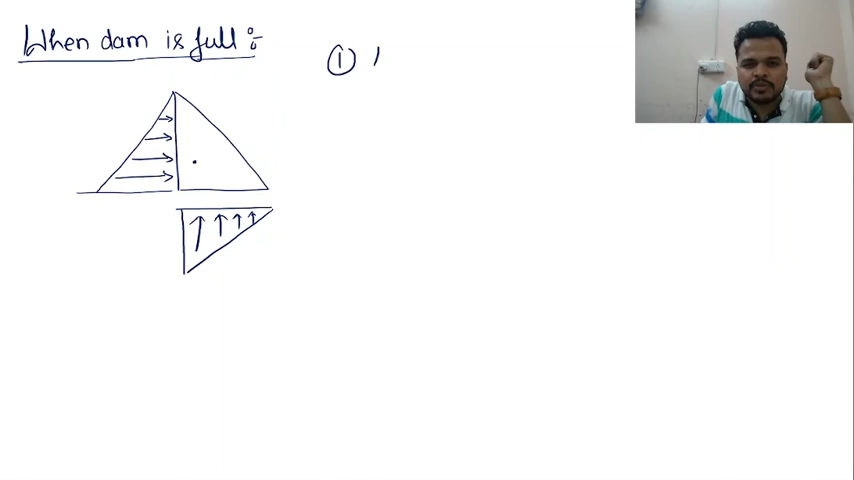 When dam is full :-
①